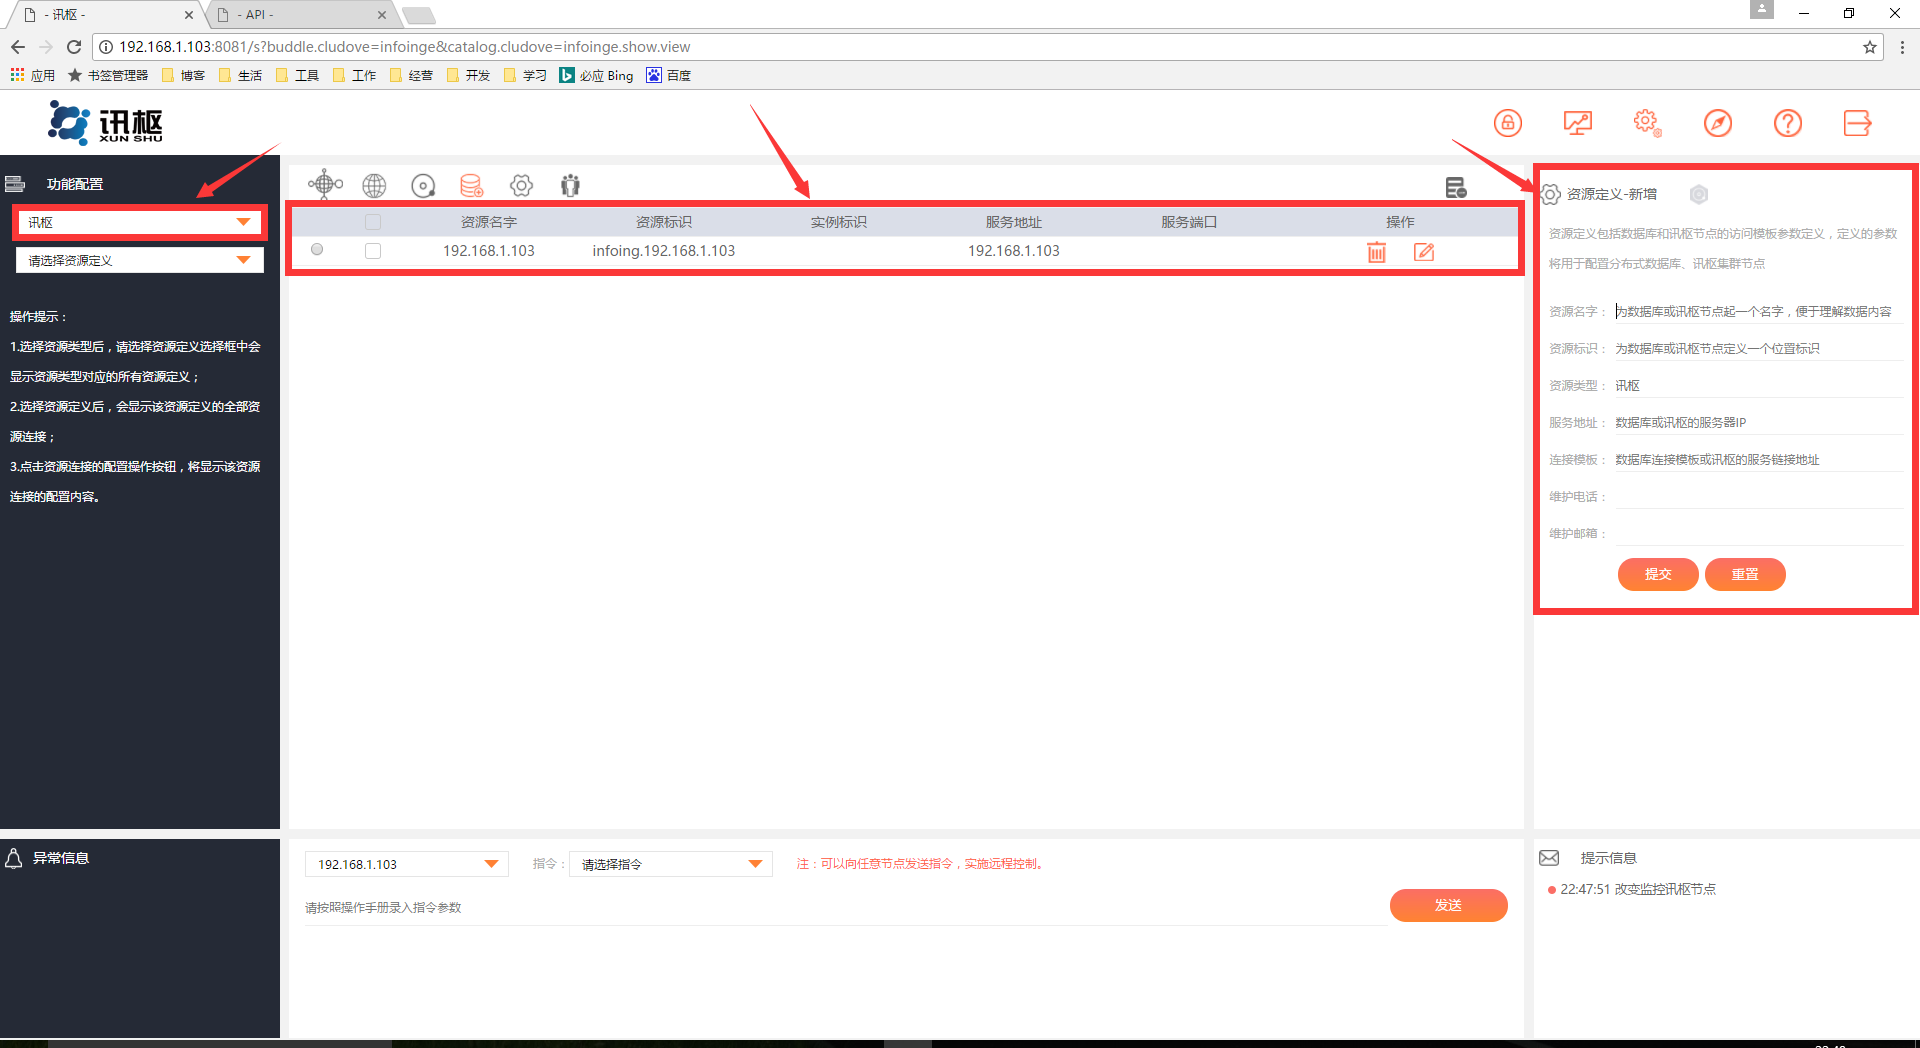 - 讯枢 -
- API -
192.168.1.103:8081/s?buddle.cludove=infoinge&catalog.cludove=infoinge.show.view
应用 书签管理器 博客 生活 工具 工作 经营 开发 学习 必应 Bing 百度
讯枢
XUN SHU
功能配置
讯枢
请选择资源定义
操作提示：
1.选择资源类型后，请选择资源定义选择框中会
显示资源类型对应的所有资源定义；
2.选择资源定义后，会显示该资源定义的全部资
源连接；
3.点击资源连接的配置操作按钮，将显示该资源
连接的配置内容。
资源名字 资源标识 实例标识 服务地址 服务端口 操作
192.168.1.103 infoing.192.168.1.103 192.168.1.103
资源定义-新增
资源定义包括数据库和讯枢节点的访问模板参数定义，定义的参数
将用于配置分布式数据库、讯枢集群节点
资源名字： 为数据库或讯枢节点起一个名字，便于理解数据内容
资源标识： 为数据库或讯枢节点定义一个位置标识
资源类型： 讯枢
服务地址： 数据库或讯枢的服务器IP
连接模板： 数据库连接模板或讯枢的服务链接地址
维护电话：
维护邮箱：
提交 重置
异常信息
192.168.1.103 指令： 请选择指令 注：可以向任意节点发送指令，实施远程控制。
请按照操作手册录入指令参数
发送
提示信息
22:47:51 改变监控讯枢节点